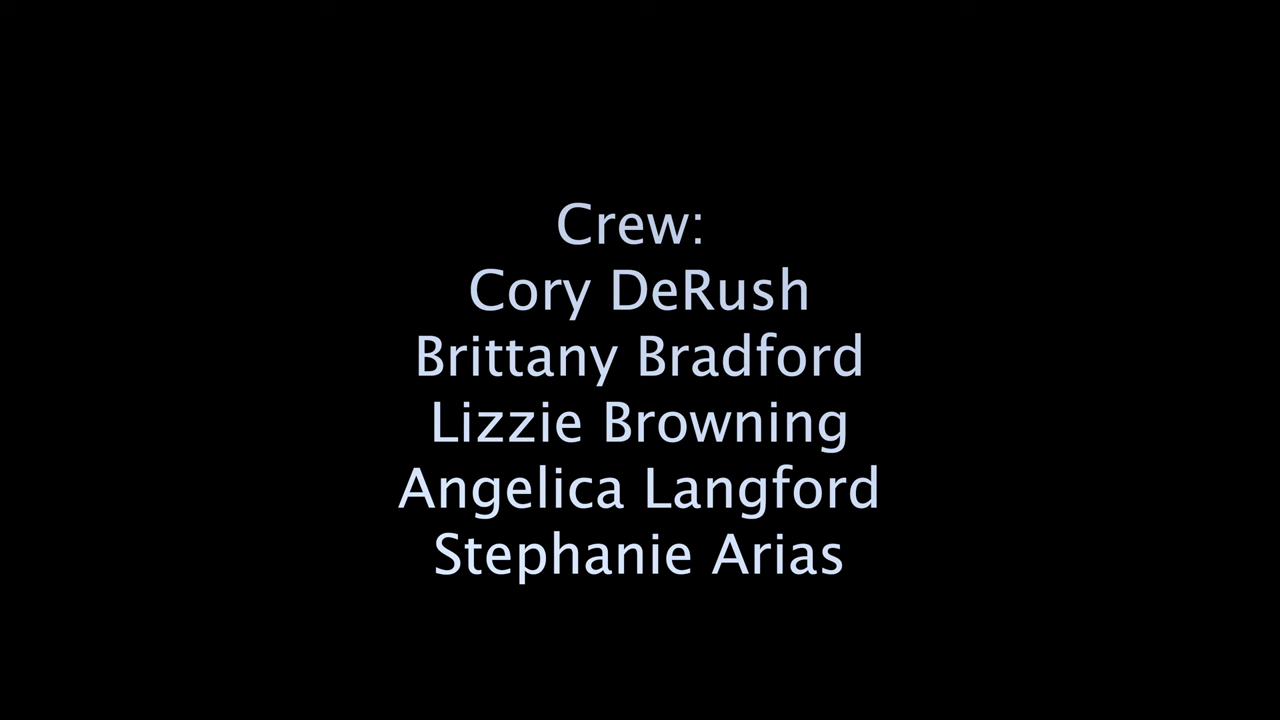 Crew:
Cory DeRush
Brittany Bradford
Lizzie Browning
Angelica Langford
Stephanie Arias